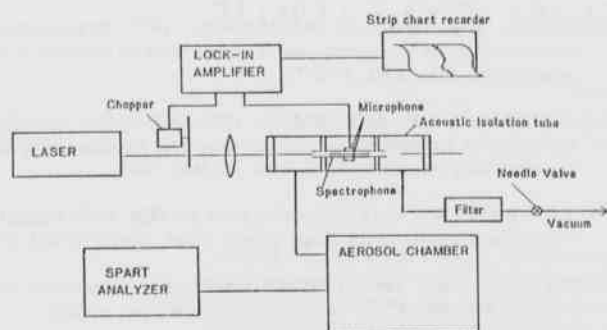 Strip chart recorder
LOCK-IN
AMPLIFIER
Chopper
Microphone
Acoustic Isolation tube
LASER
Spectrophone
Needle Valve
Filter
Vacuum
AEROSOL CHAMBER
SPART
ANALYZER